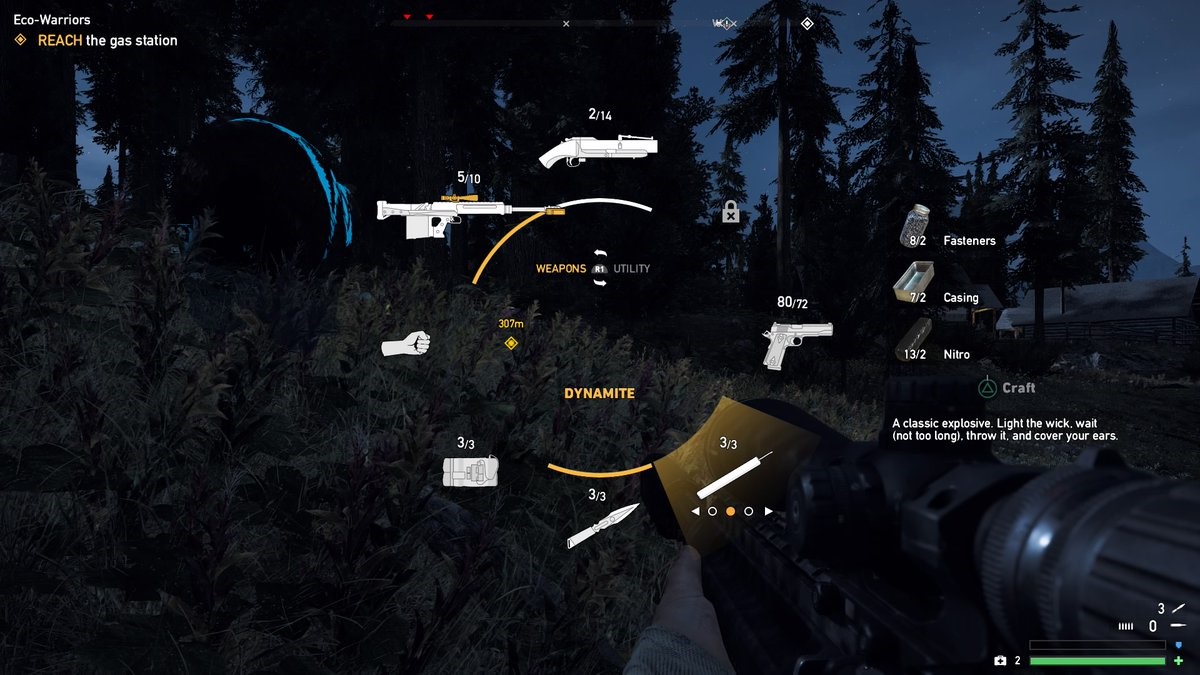 Eco-Warriors
REACH the gas station
2/14
5/10
WEAPONS R1 UTILITY
8/2 Fasteners
7/2 Casing
80/72
307m
13/2 Nitro
DYNAMITE
Craft
A classic explosive. Light the wick, wait
(not too long), throw it, and cover your ears.
3/3
3/3
3/3
3
0
2